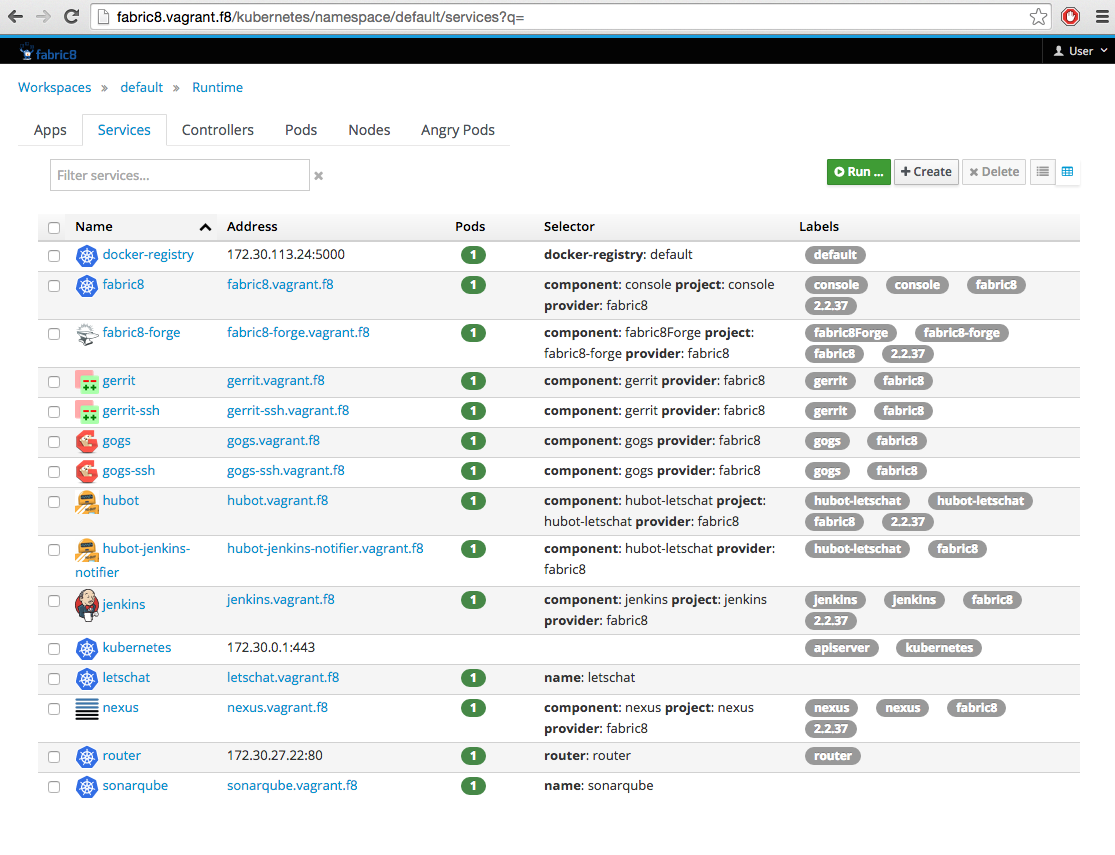 fabric8.vagrant.f8/kubernetes/namespace/default/services?q=
fabric8 User
Workspaces » default » Runtime
Apps Services Controllers Pods Nodes Angry Pods
Filter services... × Run ... + Create × Delete
Name Address Pods Selector Labels
docker-registry 172.30.113.24:5000 1 docker-registry: default default
fabric8 fabric8.vagrant.f8 1 component: console project: console console console fabric8
provider: fabric8 2.2.37
fabric8-forge fabric8-forge.vagrant.f8 1 component: fabric8Forge project: fabric8Forge fabric8-forge
fabric8-forge provider: fabric8 fabric8 2.2.37
gerrit gerrit.vagrant.f8 1 component: gerrit provider: fabric8 gerrit fabric8
gerrit-ssh gerrit-ssh.vagrant.f8 1 component: gerrit provider: fabric8 gerrit fabric8
gogs gogs.vagrant.f8 1 component: gogs provider: fabric8 gogs fabric8
gogs-ssh gogs-ssh.vagrant.f8 1 component: gogs provider: fabric8 gogs fabric8
hubot hubot.vagrant.f8 1 component: hubot-letschat project: hubot-letschat hubot-letschat
hubot-letschat provider: fabric8 fabric8 2.2.37
hubot-jenkins- hubot-jenkins-notifier.vagrant.f8 1 component: hubot-letschat provider: hubot-letschat fabric8
notifier fabric8
jenkins jenkins.vagrant.f8 1 component: jenkins project: jenkins jenkins jenkins fabric8
provider: fabric8 2.2.37
kubernetes 172.30.0.1:443 apiserver kubernetes
letschat letschat.vagrant.f8 1 name: letschat
nexus nexus.vagrant.f8 1 component: nexus project: nexus nexus nexus fabric8
provider: fabric8 2.2.37
router 172.30.27.22:80 1 router: router router
sonarqube sonarqube.vagrant.f8 1 name: sonarqube